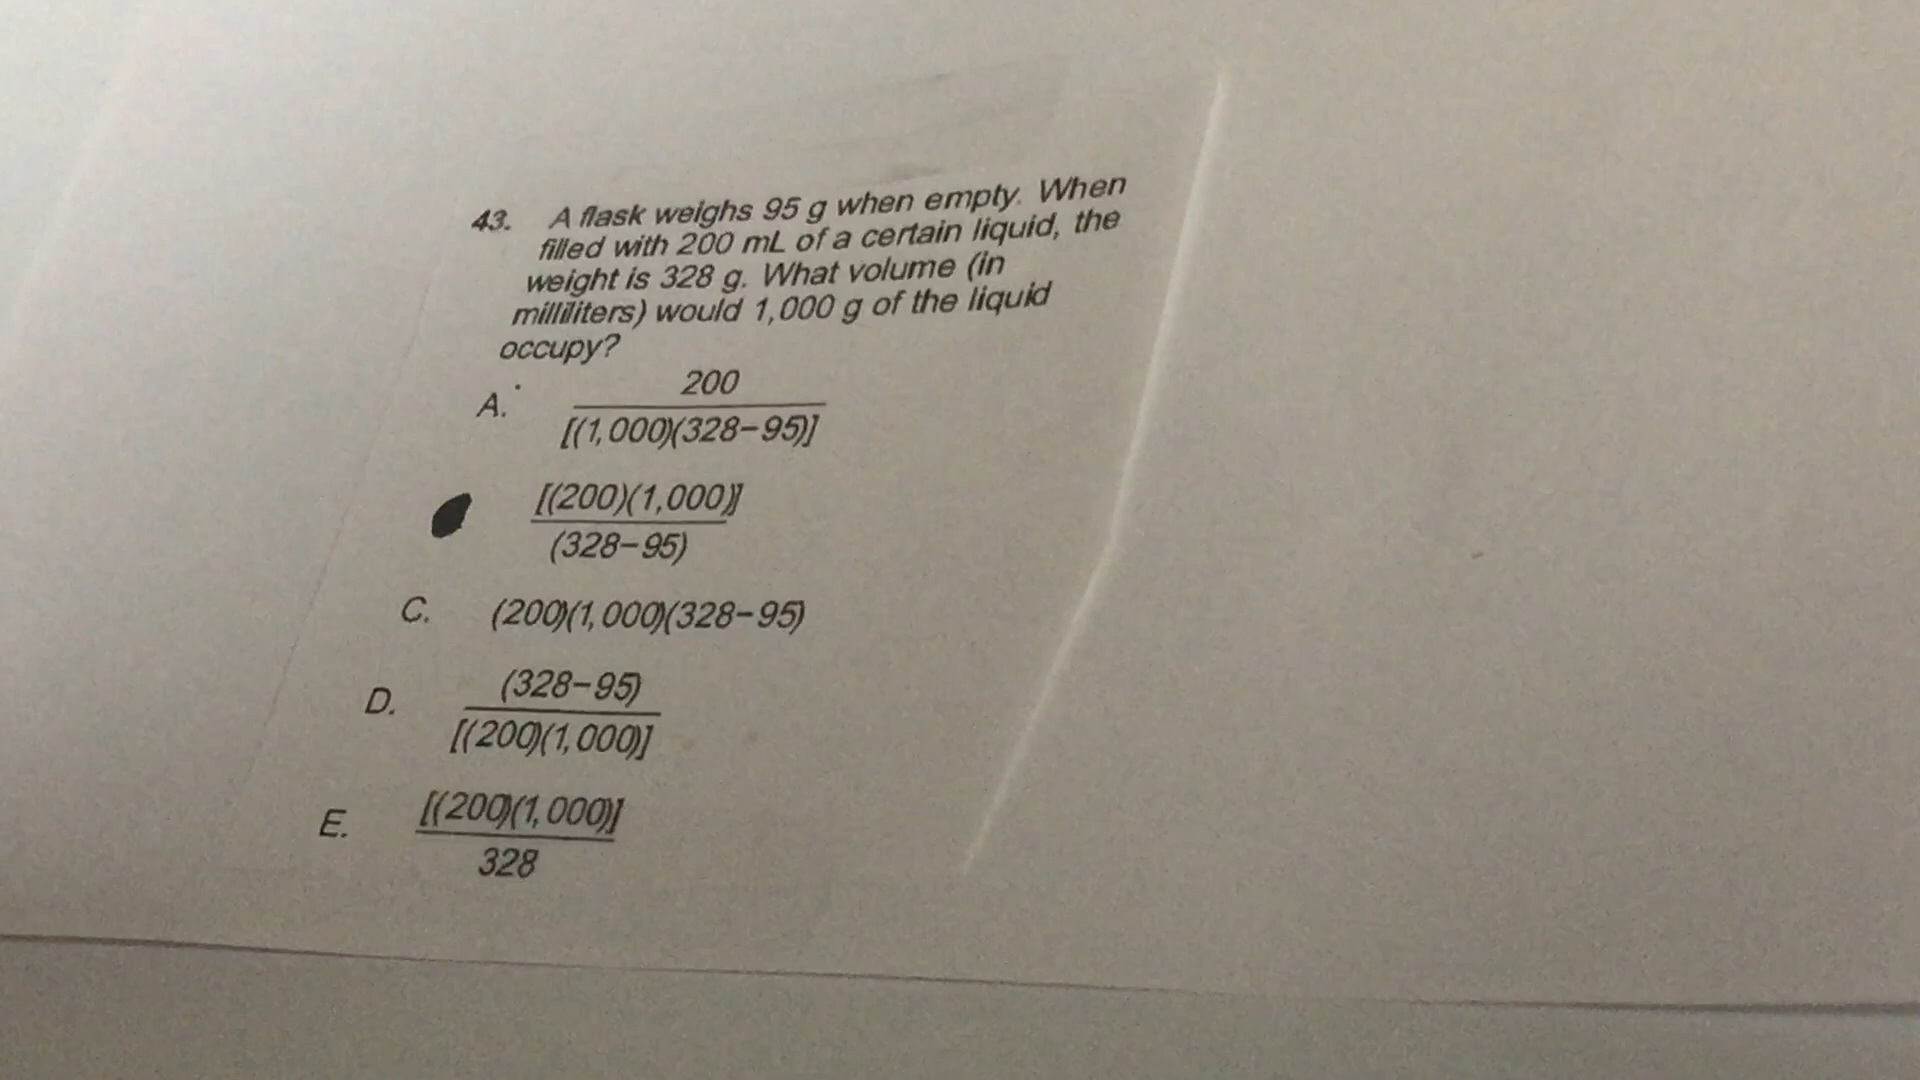 43. A flask weighs 95 g when empty. When
filled with 200 mL of a certain liquid, the
weight is 328 g. What volume (in
milliliters) would 1,000 g of the liquid
occupy?
A. 200
[(1,000)(328−95)]
[(200)(1,000)]
(328−95)
C. (200)(1,000)(328−95)
D. (328−95)
[(200)(1,000)]
E. [(200)(1,000)]
328